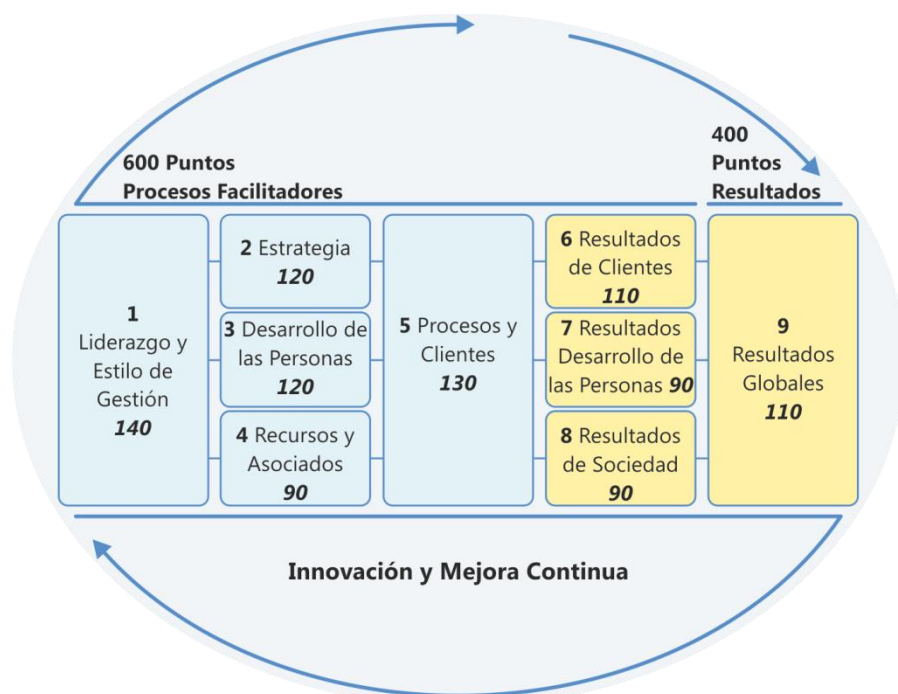 600 Puntos
Procesos Facilitadores
400
Puntos
Resultados
1
Liderazgo y
Estilo de
Gestión
140
2 Estrategia
120
3 Desarrollo de
las Personas
120
4 Recursos y
Asociados
90
5 Procesos y
Clientes
130
6 Resultados
de Clientes
110
7 Resultados
Desarrollo de
las Personas 90
8 Resultados
de Sociedad
90
9
Resultados
Globales
110
Innovación y Mejora Continua